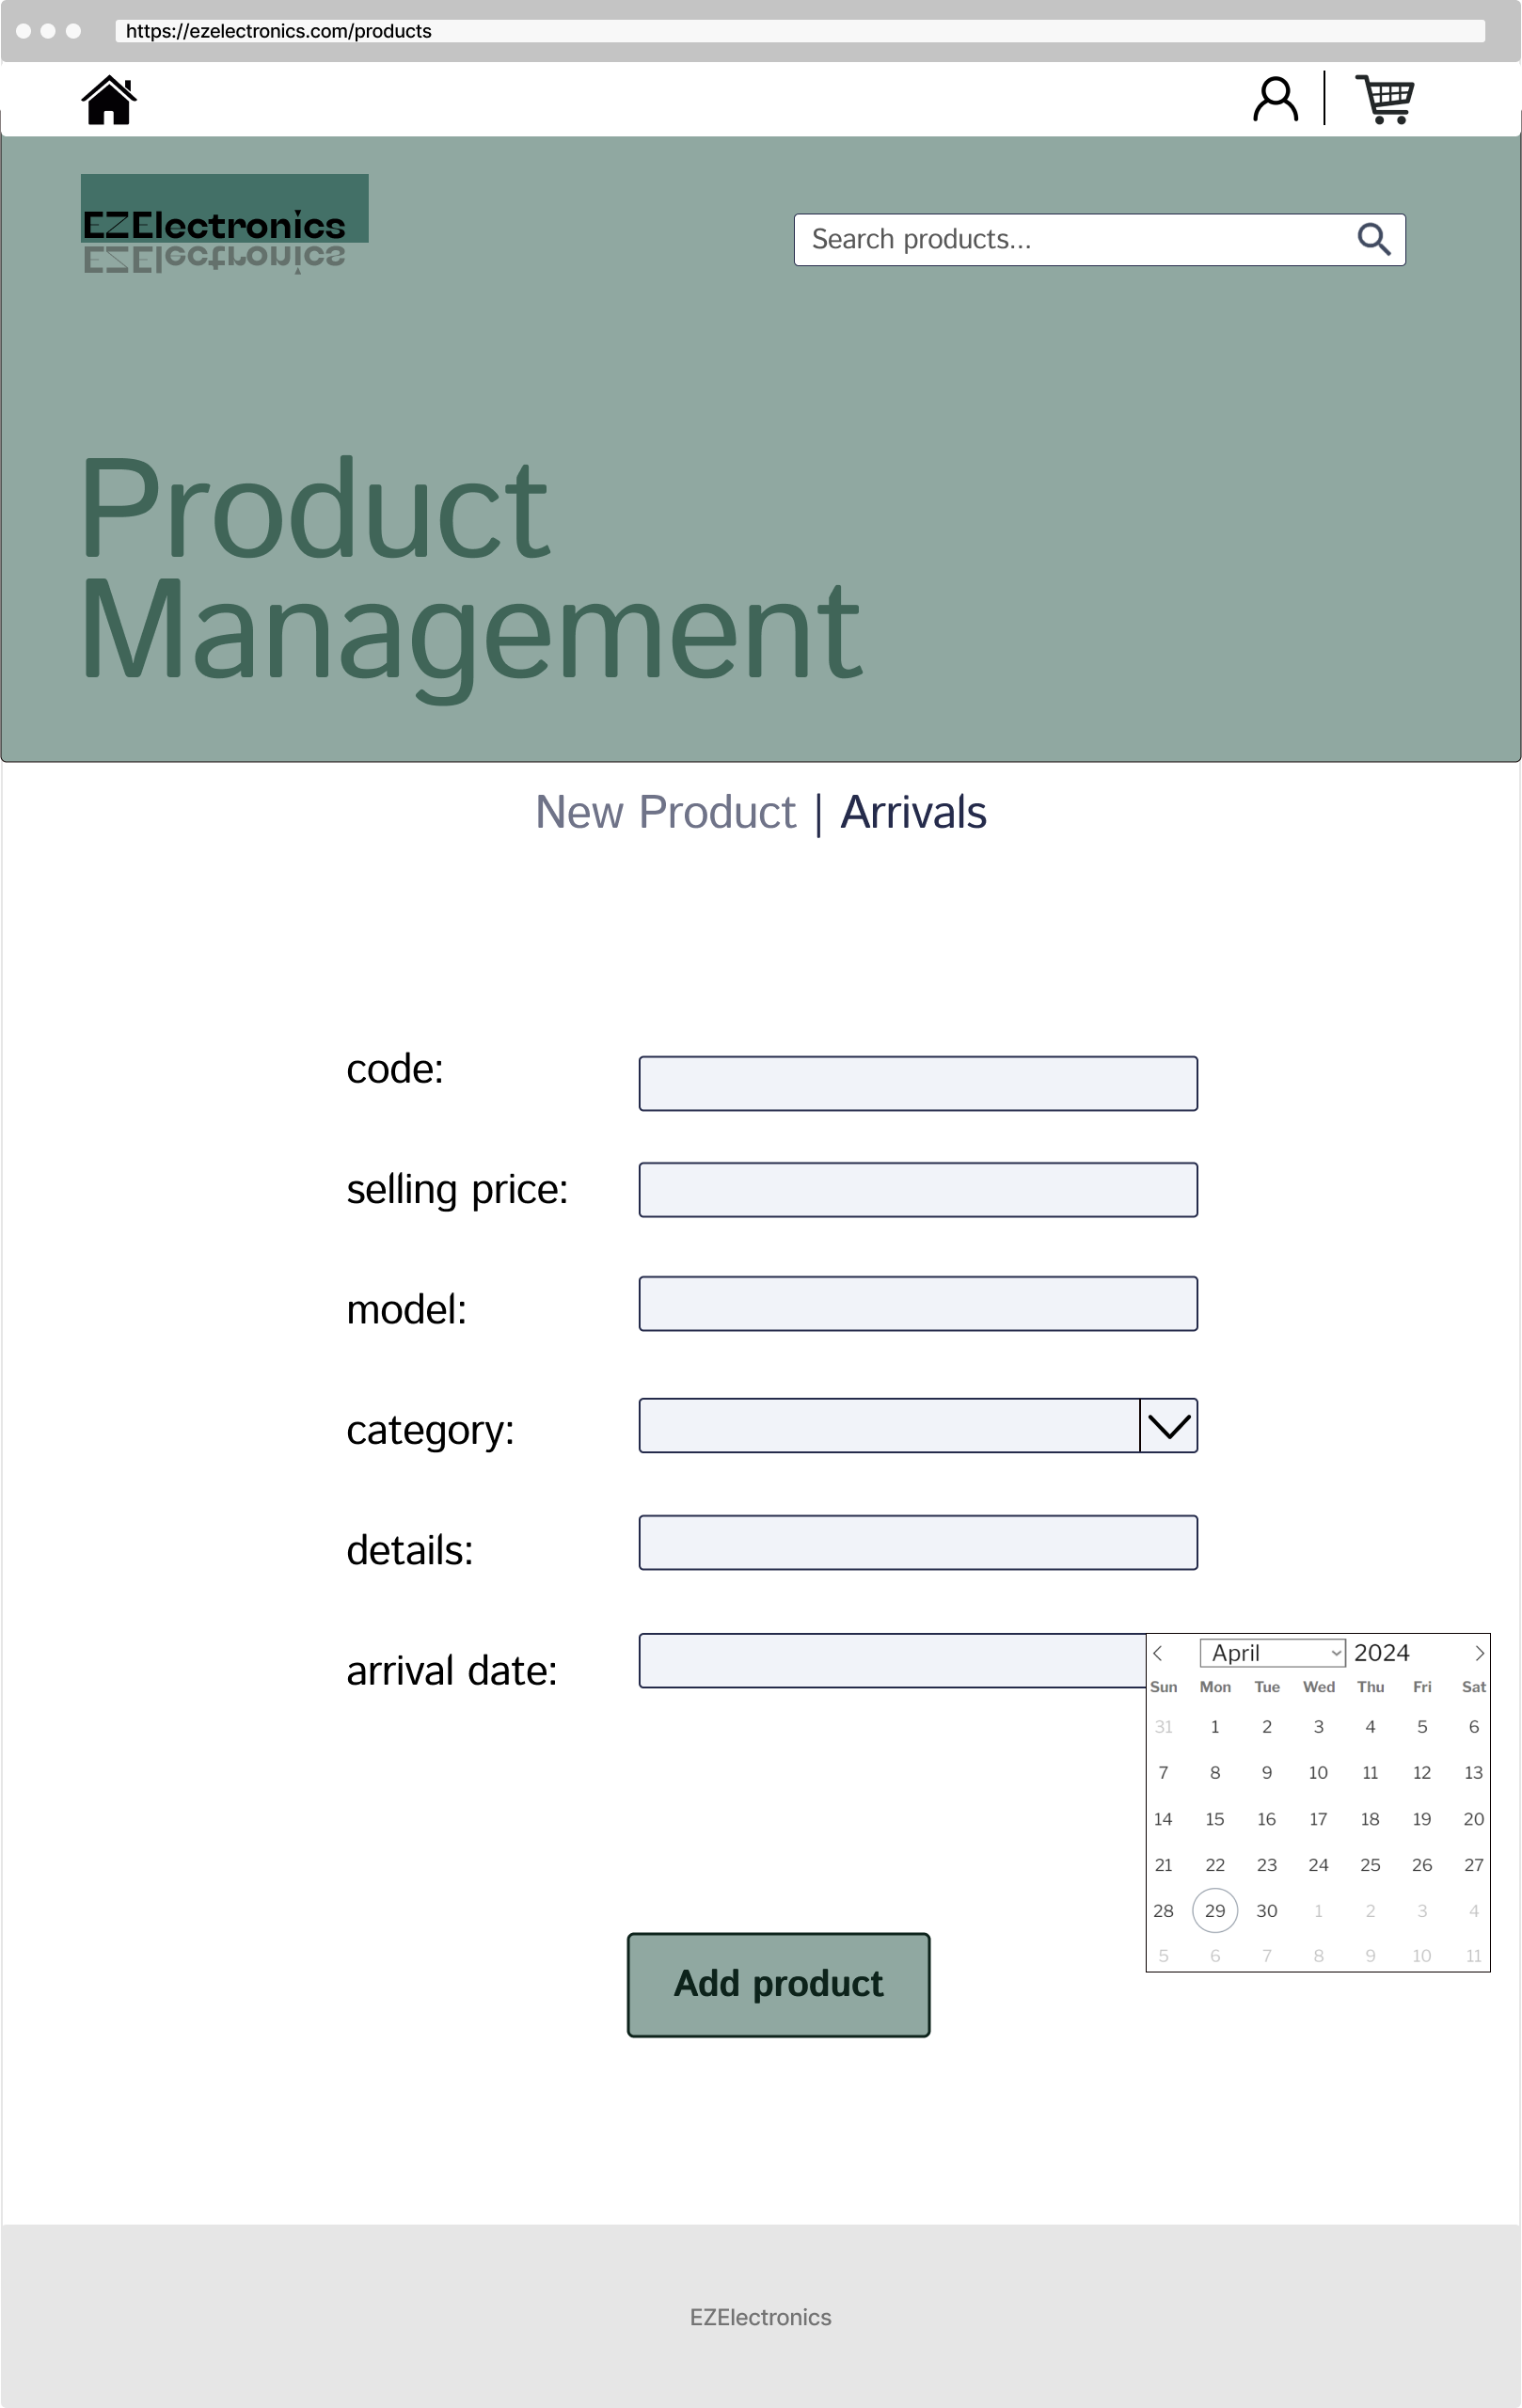 https://ezelectronics.com/products
EZElectronics
EZElectronics
Search products...
Product
Management
New Product | Arrivals
code:
selling price:
model:
category:
details:
arrival date:
April 2024
Sun Mon Tue Wed Thu Fri Sat
31 1 2 3 4 5 6
7 8 9 10 11 12 13
14 15 16 17 18 19 20
21 22 23 24 25 26 27
28 29 30 1 2 3 4
5 6 7 8 9 10 11
Add product
EZElectronics